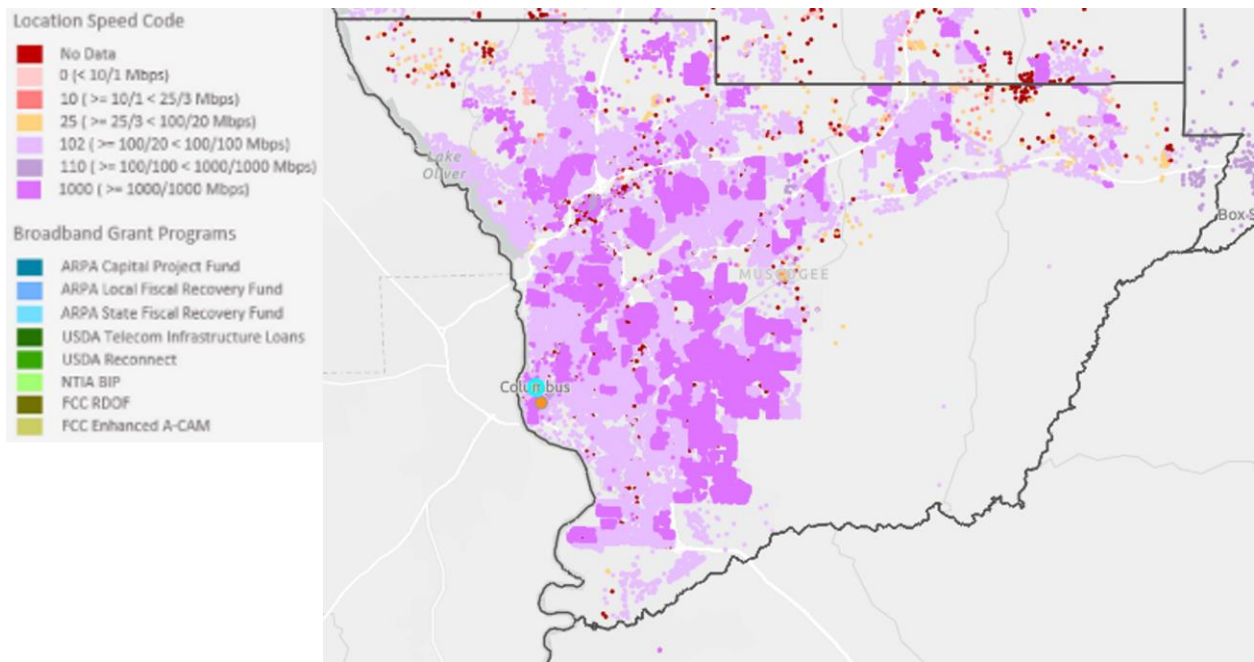 Location Speed Code
No Data
0 (< 10/1 Mbps)
10 ( >= 10/1 < 25/3 Mbps)
25 ( >= 25/3 < 100/20 Mbps)
102 ( >= 100/20 < 100/100 Mbps)
110 ( >= 100/100 < 1000/1000 Mbps)
1000 ( >= 1000/1000 Mbps)
Broadband Grant Programs
ARPA Capital Project Fund
ARPA Local Fiscal Recovery Fund
ARPA State Fiscal Recovery Fund
USDA Telecom Infrastructure Loans
USDA Reconnect
NTIA BIP
FCC RDOF
FCC Enhanced A-CAM
Lake
Oliver
Box S
MUSCOGEE
Columbus